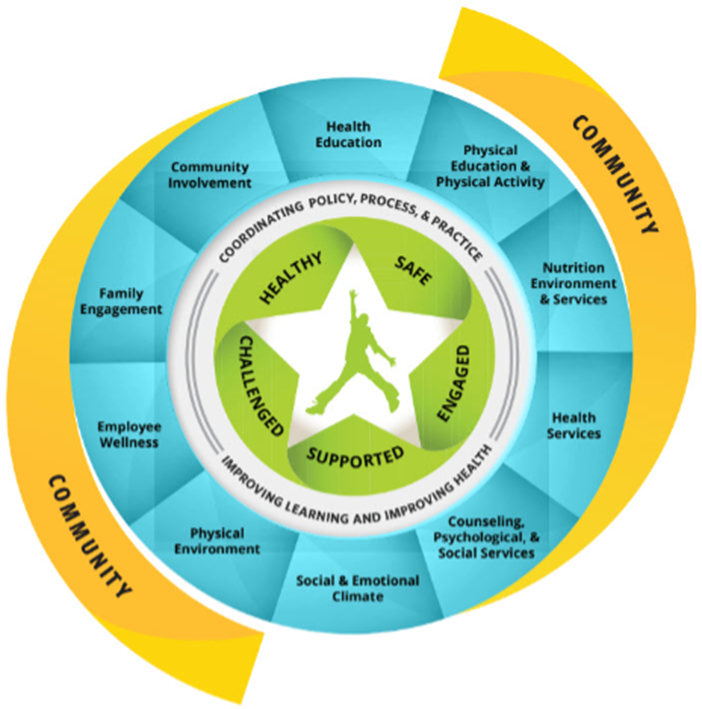 COMMUNITY
Health
Education
Physical
Education &
Physical Activity
Nutrition
Environment
& Services
Health
Services
Counseling,
Psychological, &
Social Services
Social & Emotional
Climate
Physical
Environment
Employee
Wellness
Family
Engagement
Community
Involvement
COORDINATING POLICY, PROCESS, & PRACTICE
IMPROVING LEARNING AND IMPROVING HEALTH
HEALTHY
SAFE
ENGAGED
SUPPORTED
CHALLENGED
COMMUNITY